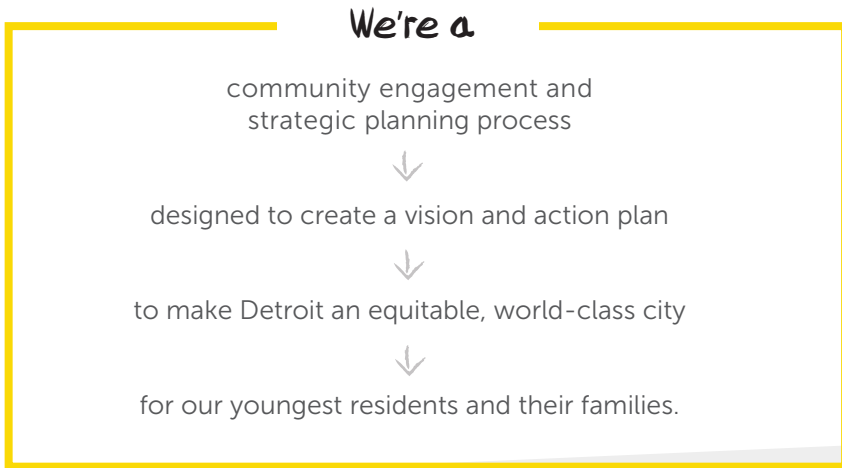 We're a
community engagement and
strategic planning process
designed to create a vision and action plan
to make Detroit an equitable, world-class city
for our youngest residents and their families.